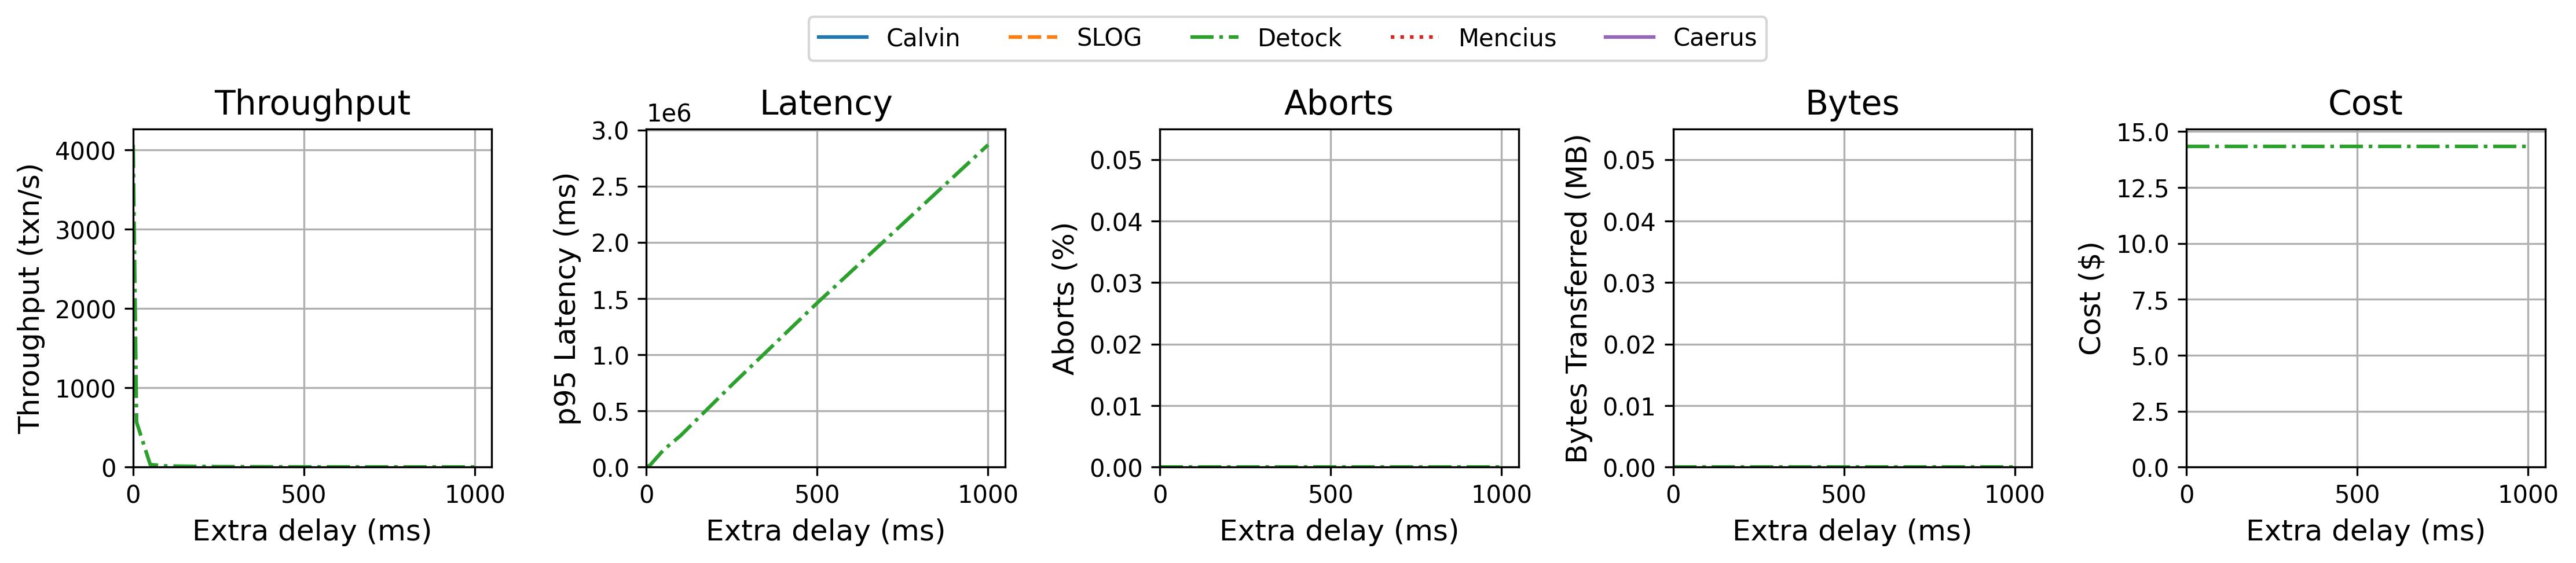 Calvin SLOG Detock Mencius Caerus
Throughput
Throughput (txn/s)
4000
3000
2000
1000
0
0 500 1000
Extra delay (ms)
Latency
1e6
p95 Latency (ms)
3.0
2.5
2.0
1.5
1.0
0.5
0.0
0 500 1000
Extra delay (ms)
Aborts
Aborts (%)
0.05
0.04
0.03
0.02
0.01
0.00
0 500 1000
Extra delay (ms)
Bytes
Bytes Transferred (MB)
0.05
0.04
0.03
0.02
0.01
0.00
0 500 1000
Extra delay (ms)
Cost
Cost ($)
15.0
12.5
10.0
7.5
5.0
2.5
0.0
0 500 1000
Extra delay (ms)